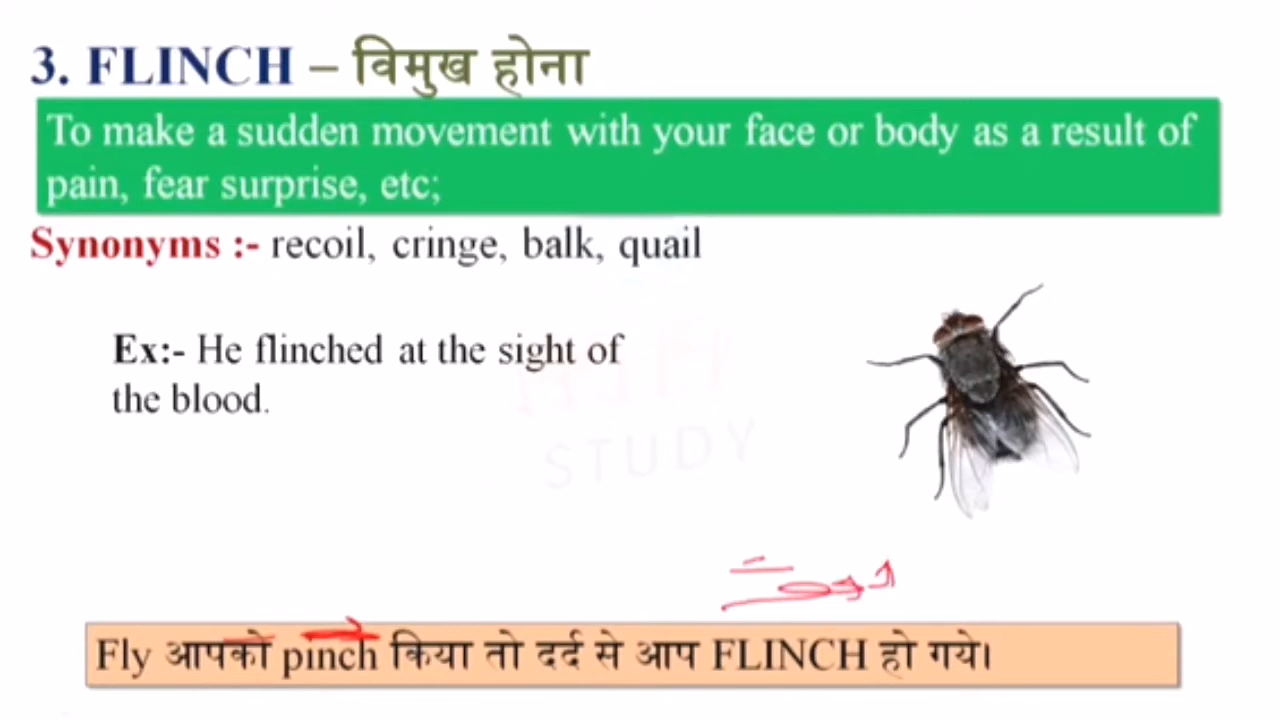 3. FLINCH – विमुख होना
To make a sudden movement with your face or body as a result of
pain, fear surprise, etc;
Synonyms :- recoil, cringe, balk, quail
Ex:- He flinched at the sight of
the blood.
STUDY
Fly आपको pinch किया तो दर्द से आप FLINCH हो गये।